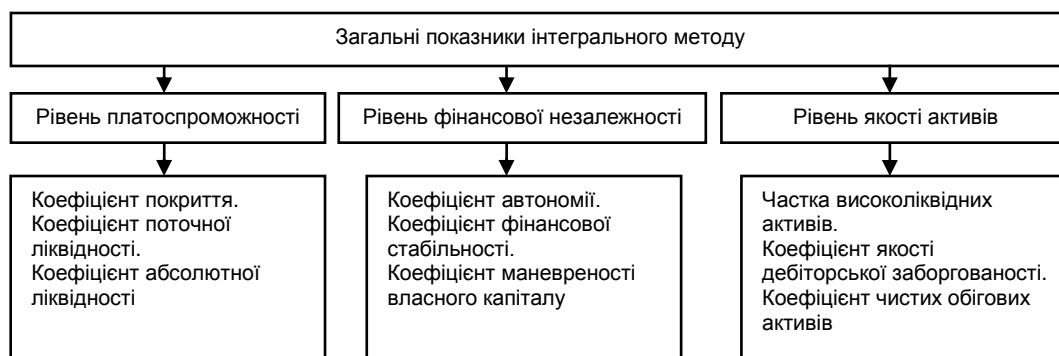 Загальні показники інтегрального методу
Рівень платоспроможності
Рівень фінансової незалежності
Рівень якості активів
Коефіцієнт покриття.
Коефіцієнт поточної
ліквідності.
Коефіцієнт абсолютної
ліквідності
Коефіцієнт автономії.
Коефіцієнт фінансової
стабільності.
Коефіцієнт маневреності
власного капіталу
Частка високоліквідних
активів.
Коефіцієнт якості
дебіторської заборгованості.
Коефіцієнт чистих обігових
активів